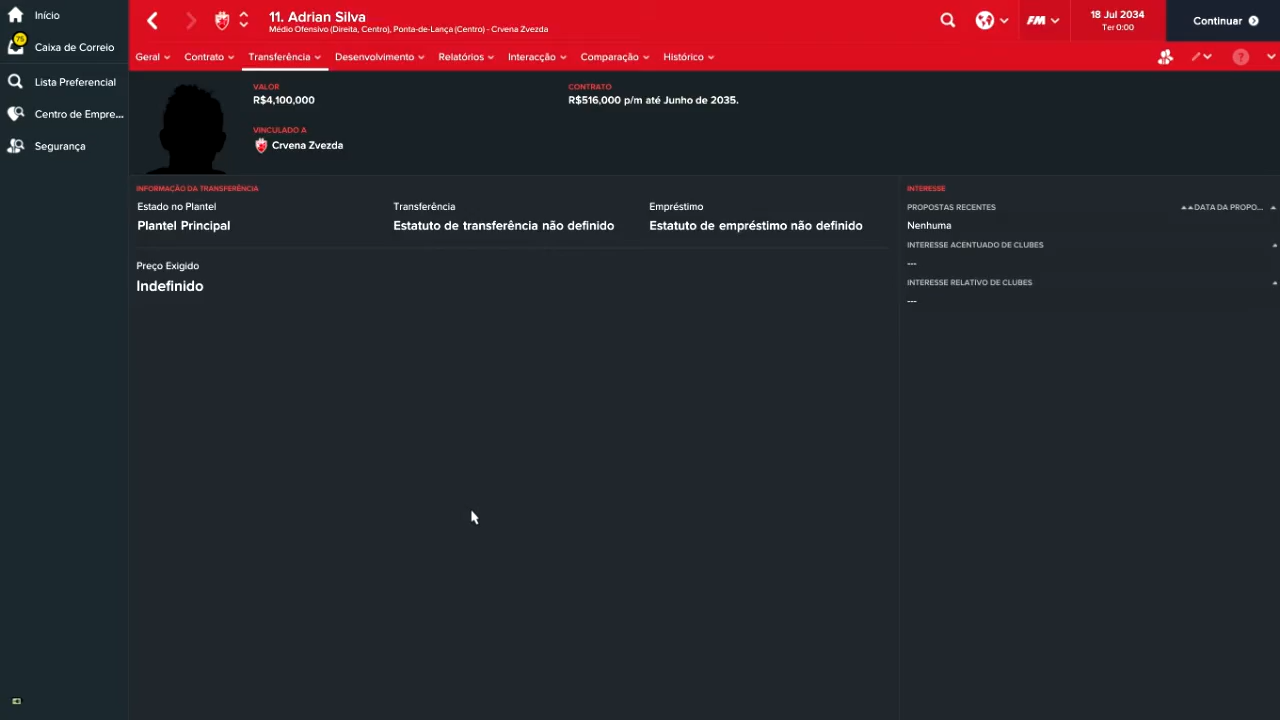 Início
75
Caixa de Correio
Lista Preferencial
Centro de Empre...
Segurança
11. Adrian Silva
Médio Ofensivo (Direita, Centro), Ponta-de-Lança (Centro) - Crvena Zvezda
FM
18 Jul 2034
Ter 0:00
Continuar
Geral
Contrato
Transferência
Desenvolvimento
Relatórios
Interacção
Comparação
Histórico
?
VALOR
R$4,100,000
CONTRATO
R$516,000 p/m até Junho de 2035.
VINCULADO A
Crvena Zvezda
INFORMAÇÃO DA TRANSFERÊNCIA
Estado no Plantel
Plantel Principal
Transferência
Estatuto de transferência não definido
Empréstimo
Estatuto de empréstimo não definido
Preço Exigido
Indefinido
INTERESSE
PROPOSTAS RECENTES
DATA DA PROPO...
Nenhuma
INTERESSE ACENTUADO DE CLUBES
---
INTERESSE RELATIVO DE CLUBES
---